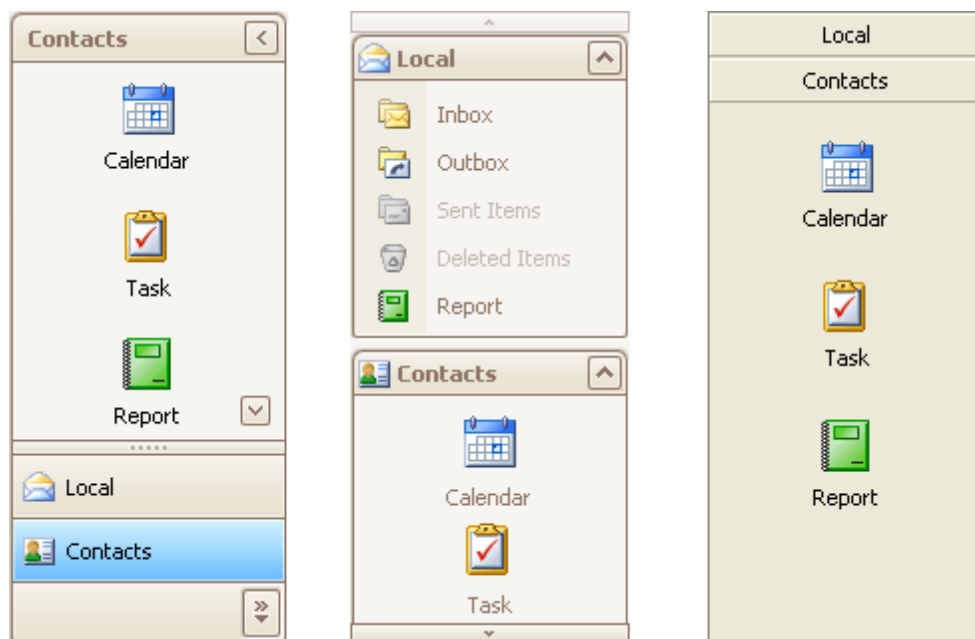 Contacts
Calendar
Task
Report
Local
Contacts
Local
Inbox
Outbox
Sent Items
Deleted Items
Report
Contacts
Calendar
Task
Local
Contacts
Calendar
Task
Report